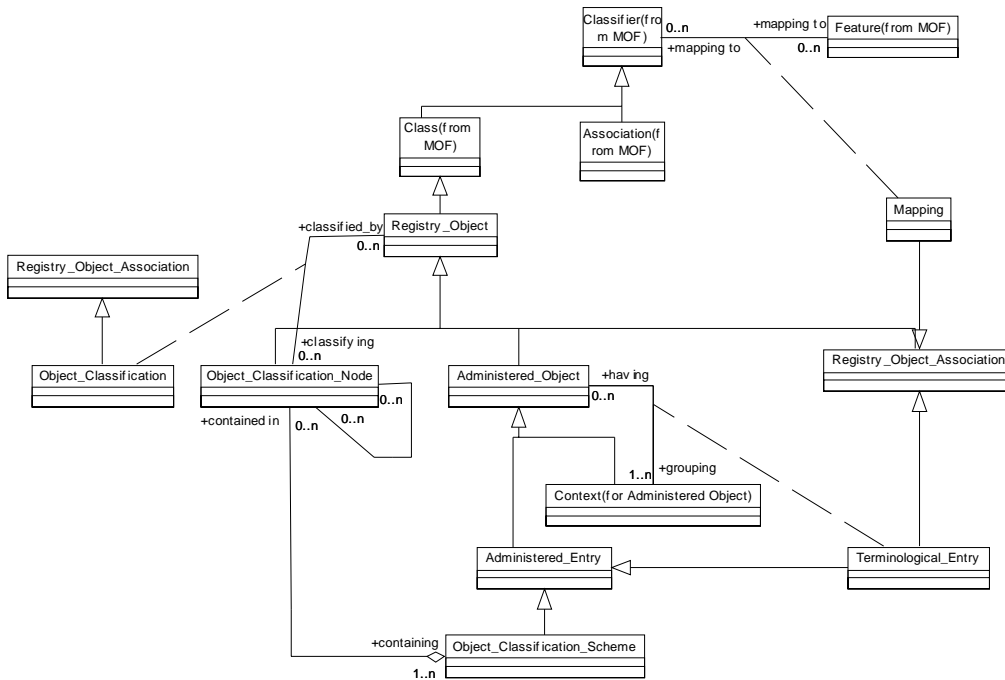 Classifier(fro
m MOF)
0..n
+mapping to
+mapping to
0..n
Feature(from MOF)
Class(from
MOF)
Association(f
rom MOF)
Mapping
+classified_by
0..n
Registry_Object
Registry_Object_Association
+classifying
0..n
Object_Classification
Object_Classification_Node
0..n
0..n
+contained in
0..n
Administered_Object
+having
0..n
Registry_Object_Association
1..n
+grouping
Context(for Administered Object)
Administered_Entry
Terminological_Entry
+containing
1..n
Object_Classification_Scheme